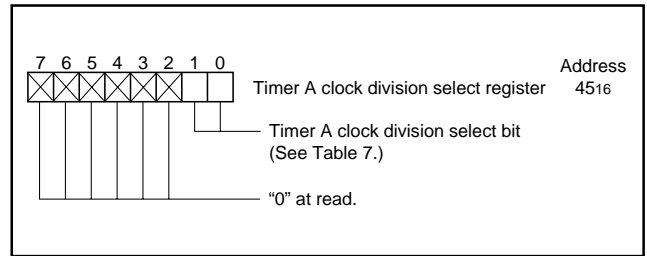 7 6 5 4 3 2 1 0
Address
Timer A clock division select register 4516
Timer A clock division select bit
(See Table 7.)
“0” at read.